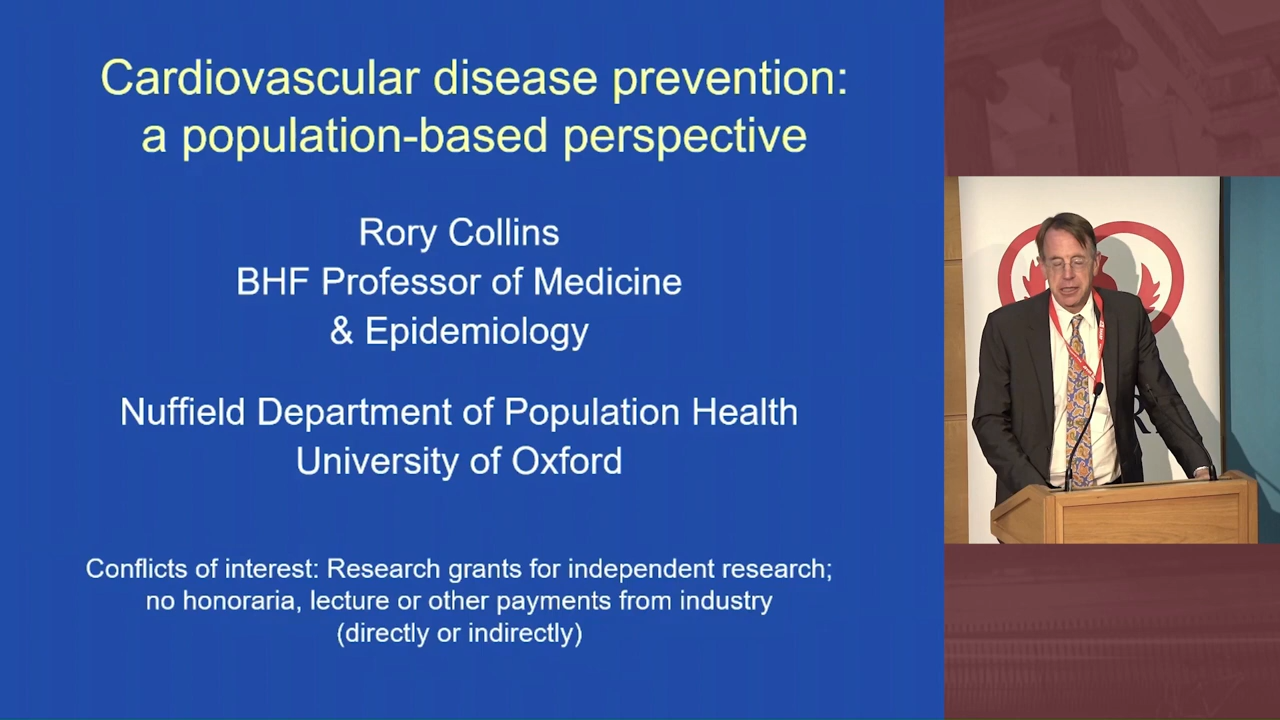 Cardiovascular disease prevention:
a population-based perspective
Rory Collins
BHF Professor of Medicine
& Epidemiology
Nuffield Department of Population Health
University of Oxford
Conflicts of interest: Research grants for independent research;
no honoraria, lecture or other payments from industry
(directly or indirectly)